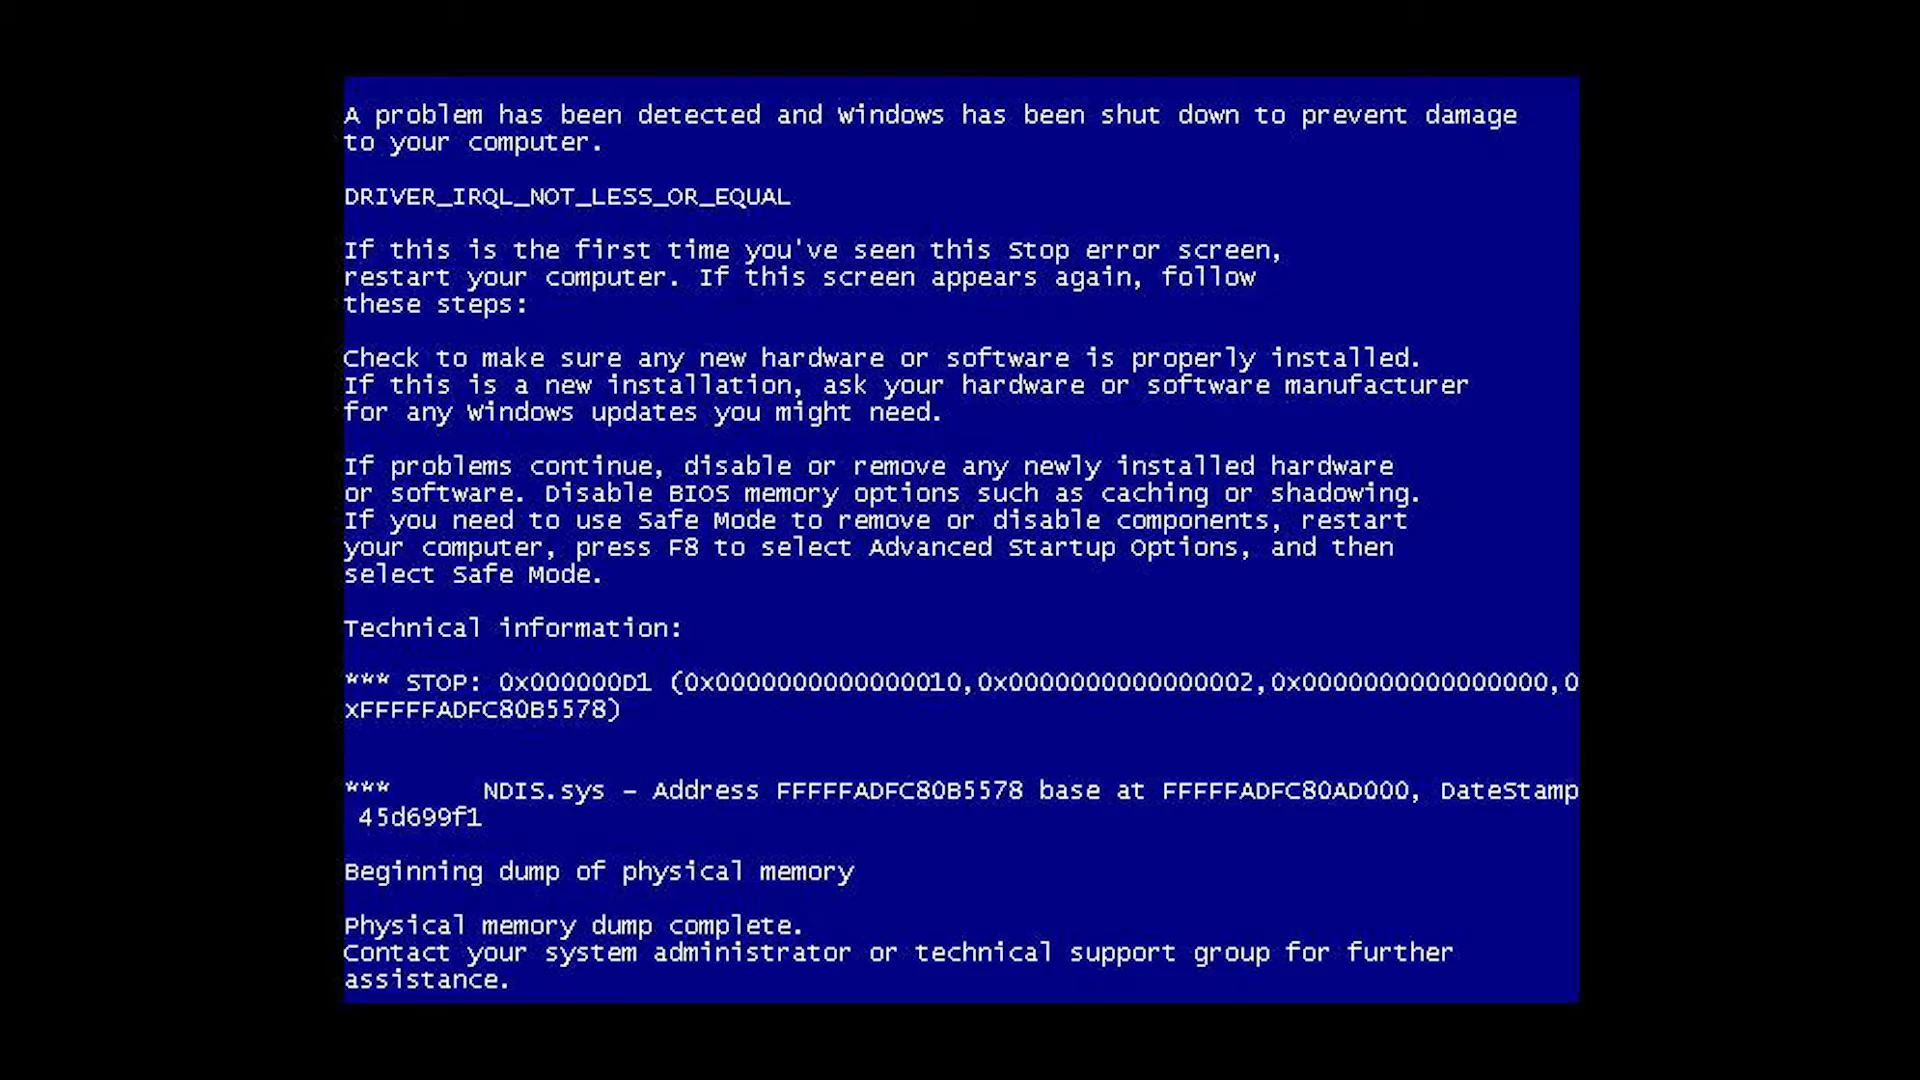 A problem has been detected and Windows has been shut down to prevent damage
to your computer.
DRIVER_IRQL_NOT_LESS_OR_EQUAL
If this is the first time you've seen this Stop error screen,
restart your computer. If this screen appears again, follow
these steps:
Check to make sure any new hardware or software is properly installed.
If this is a new installation, ask your hardware or software manufacturer
for any Windows updates you might need.
If problems continue, disable or remove any newly installed hardware
or software. Disable BIOS memory options such as caching or shadowing.
If you need to use Safe Mode to remove or disable components, restart
your computer, press F8 to select Advanced Startup Options, and then
select Safe Mode.
Technical information:
*** STOP: 0x000000D1 (0x0000000000000010,0x0000000000000002,0x0000000000000000,0
xFFFFFADFC80B5578)
***      NDIS.sys - Address FFFFFADFC80B5578 base at FFFFFADFC80AD000, DateStamp
 45d699f1
Beginning dump of physical memory
Physical memory dump complete.
Contact your system administrator or technical support group for further
assistance.